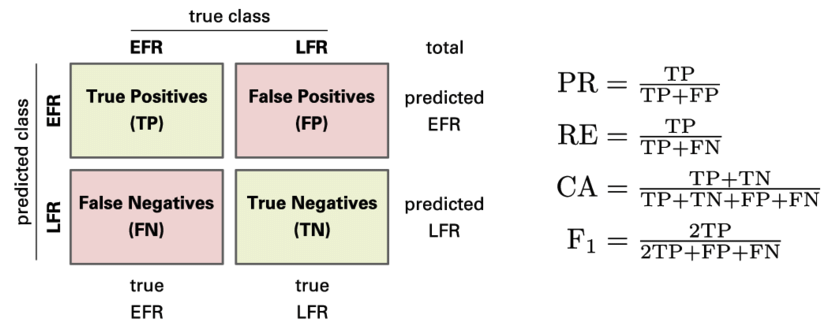 true class
EFR LFR total
predicted class
EFR
True Positives
(TP)
False Positives
(FP)
predicted
EFR
LFR
False Negatives
(FN)
True Negatives
(TN)
predicted
LFR
true
EFR
true
LFR
PR = TP / TP+FP
RE = TP / TP+FN
CA = TP+TN / TP+TN+FP+FN
F₁ = 2TP / 2TP+FP+FN